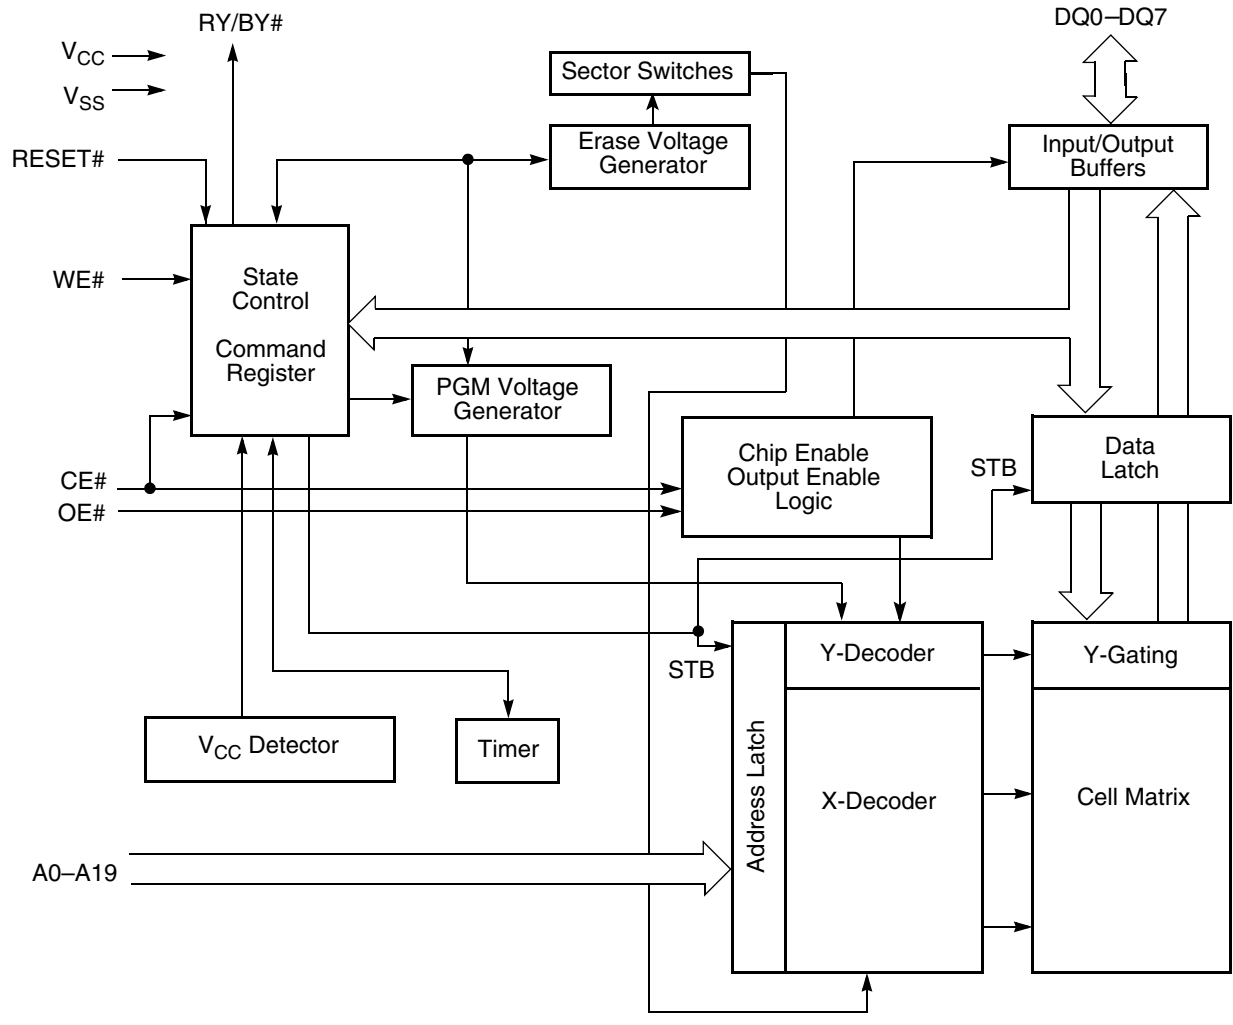 RY/BY#
DQ0–DQ7
VCC
VSS
Sector Switches
Erase Voltage
Generator
Input/Output
Buffers
RESET#
WE#
State
Control
Command
Register
PGM Voltage
Generator
CE#
OE#
Chip Enable
Output Enable
Logic
STB
Data
Latch
STB
Y-Decoder
Y-Gating
VCC Detector
Timer
Address Latch
X-Decoder
Cell Matrix
A0–A19